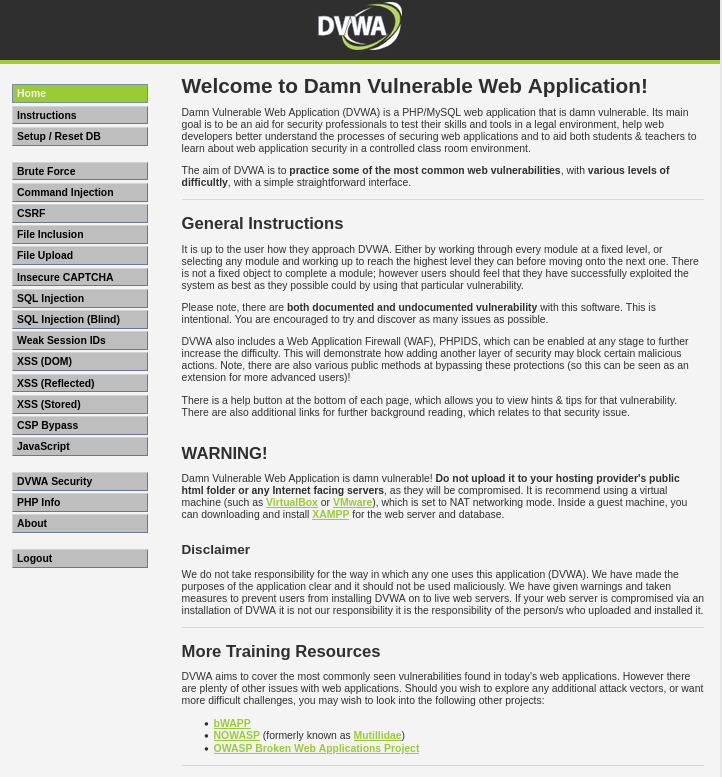 DVWA
Home
Instructions
Setup / Reset DB
Brute Force
Command Injection
CSRF
File Inclusion
File Upload
Insecure CAPTCHA
SQL Injection
SQL Injection (Blind)
Weak Session IDs
XSS (DOM)
XSS (Reflected)
XSS (Stored)
CSP Bypass
JavaScript
DVWA Security
PHP Info
About
Logout
Welcome to Damn Vulnerable Web Application!
Damn Vulnerable Web Application (DVWA) is a PHP/MySQL web application that is damn vulnerable. Its main
goal is to be an aid for security professionals to test their skills and tools in a legal environment, help web
developers better understand the processes of securing web applications and to aid both students & teachers to
learn about web application security in a controlled class room environment.
The aim of DVWA is to practice some of the most common web vulnerabilities, with various levels of
difficultly, with a simple straightforward interface.
General Instructions
It is up to the user how they approach DVWA. Either by working through every module at a fixed level, or
selecting any module and working up to reach the highest level they can before moving onto the next one. There
is not a fixed object to complete a module; however users should feel that they have successfully exploited the
system as best as they possible could by using that particular vulnerability.
Please note, there are both documented and undocumented vulnerability with this software. This is
intentional. You are encouraged to try and discover as many issues as possible.
DVWA also includes a Web Application Firewall (WAF), PHPIDS, which can be enabled at any stage to further
increase the difficulty. This will demonstrate how adding another layer of security may block certain malicious
actions. Note, there are also various public methods at bypassing these protections (so this can be seen as an
extension for more advanced users)!
There is a help button at the bottom of each page, which allows you to view hints & tips for that vulnerability.
There are also additional links for further background reading, which relates to that security issue.
WARNING!
Damn Vulnerable Web Application is damn vulnerable! Do not upload it to your hosting provider's public
html folder or any Internet facing servers, as they will be compromised. It is recommend using a virtual
machine (such as VirtualBox or VMware), which is set to NAT networking mode. Inside a guest machine, you
can downloading and install XAMPP for the web server and database.
Disclaimer
We do not take responsibility for the way in which any one uses this application (DVWA). We have made the
purposes of the application clear and it should not be used maliciously. We have given warnings and taken
measures to prevent users from installing DVWA on to live web servers. If your web server is compromised via an
installation of DVWA it is not our responsibility it is the responsibility of the person/s who uploaded and installed it.
More Training Resources
DVWA aims to cover the most commonly seen vulnerabilities found in today's web applications. However there
are plenty of other issues with web applications. Should you wish to explore any additional attack vectors, or want
more difficult challenges, you may wish to look into the following other projects:
• bWAPP
• NOWASP (formerly known as Mutillidae)
• OWASP Broken Web Applications Project